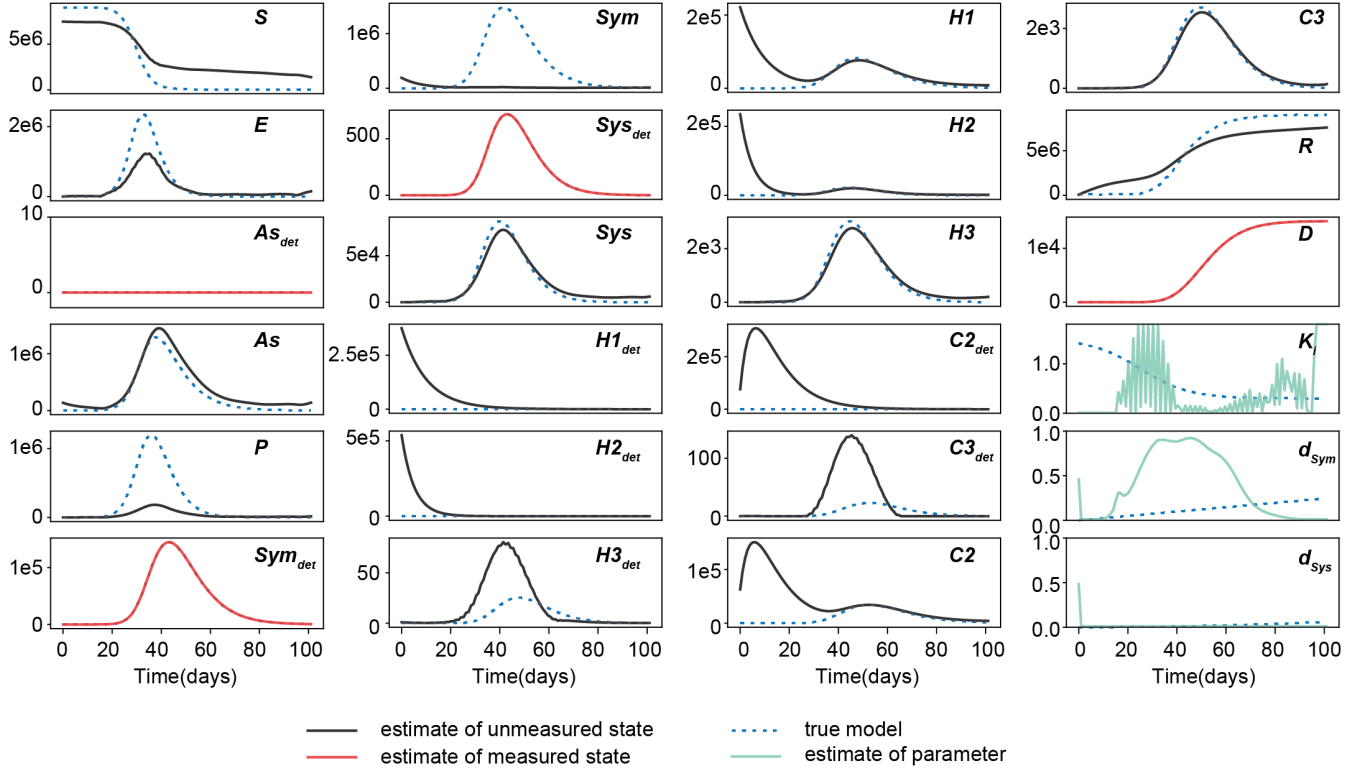 S
5e6
0
Sym
1e6
0
H1
2e5
0
C3
2e3
0
E
2e6
0
Sys_det
500
0
H2
2e5
0
R
5e6
0
As_det
10
0
Sys
5e4
0
H3
2e3
0
D
1e4
0
As
1e6
0
H1_det
2.5e5
0
C2_det
2e5
0
K_I
1.0
0.0
P
1e6
0
H2_det
5e5
0
C3_det
100
0
d_Sym
1.0
0.5
0.0
Sym_det
1e5
0
H3_det
50
0
C2
1e5
0
d_Sys
1.0
0.5
0.0
0 20 40 60 80 100
0 20 40 60 80 100
0 20 40 60 80 100
0 20 40 60 80 100
Time(days)
Time(days)
Time(days)
Time(days)
estimate of unmeasured state
true model
estimate of measured state
estimate of parameter